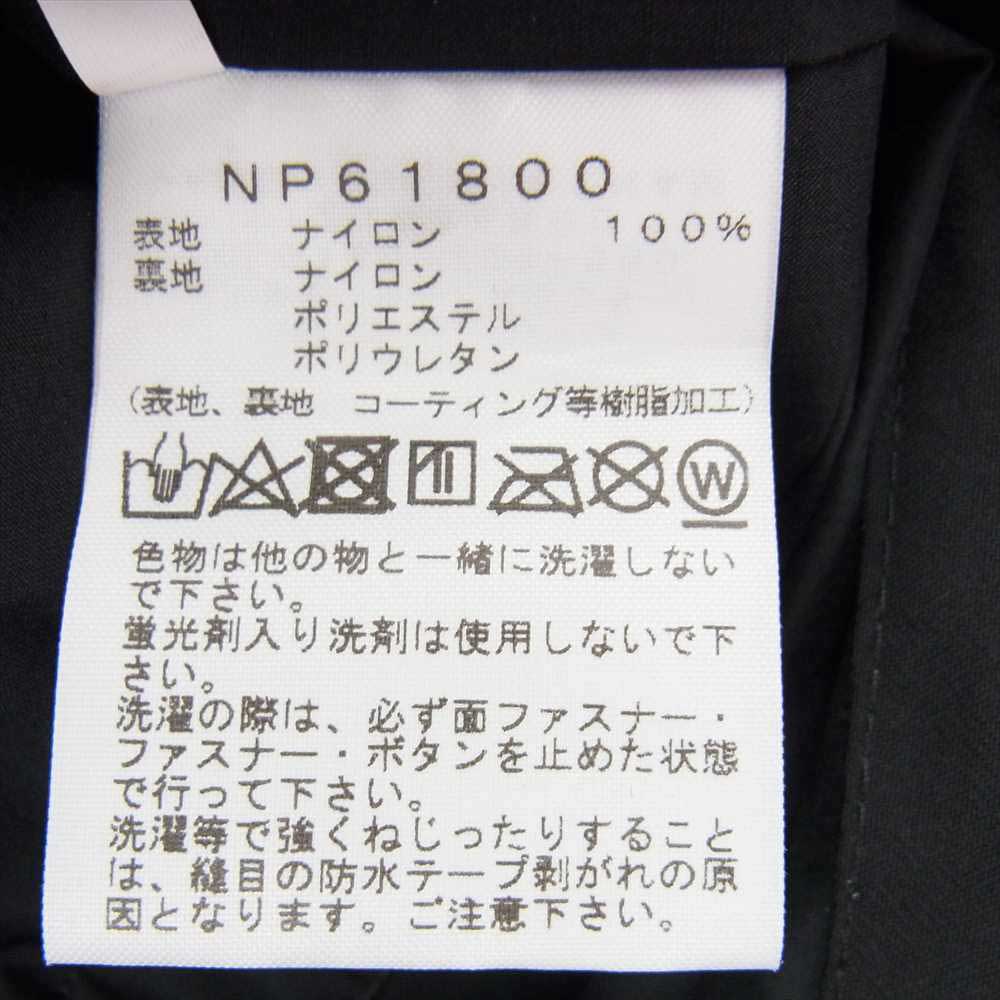 NP61800
表地 ナイロン 100%
裏地 ナイロン
ポリエステル
ポリウレタン
(表地、裏地 コーティング等樹脂加工)
W
色物は他の物と一緒に洗濯しない
で下さい。
蛍光剤入り洗剤は使用しないで下
さい。
洗濯の際は、必ず面ファスナー・
ファスナー・ボタンを止めた状態
で行って下さい。
洗濯等で強くねじったりすること
は、縫目の防水テープ剥がれの原
因となります。ご注意下さい。